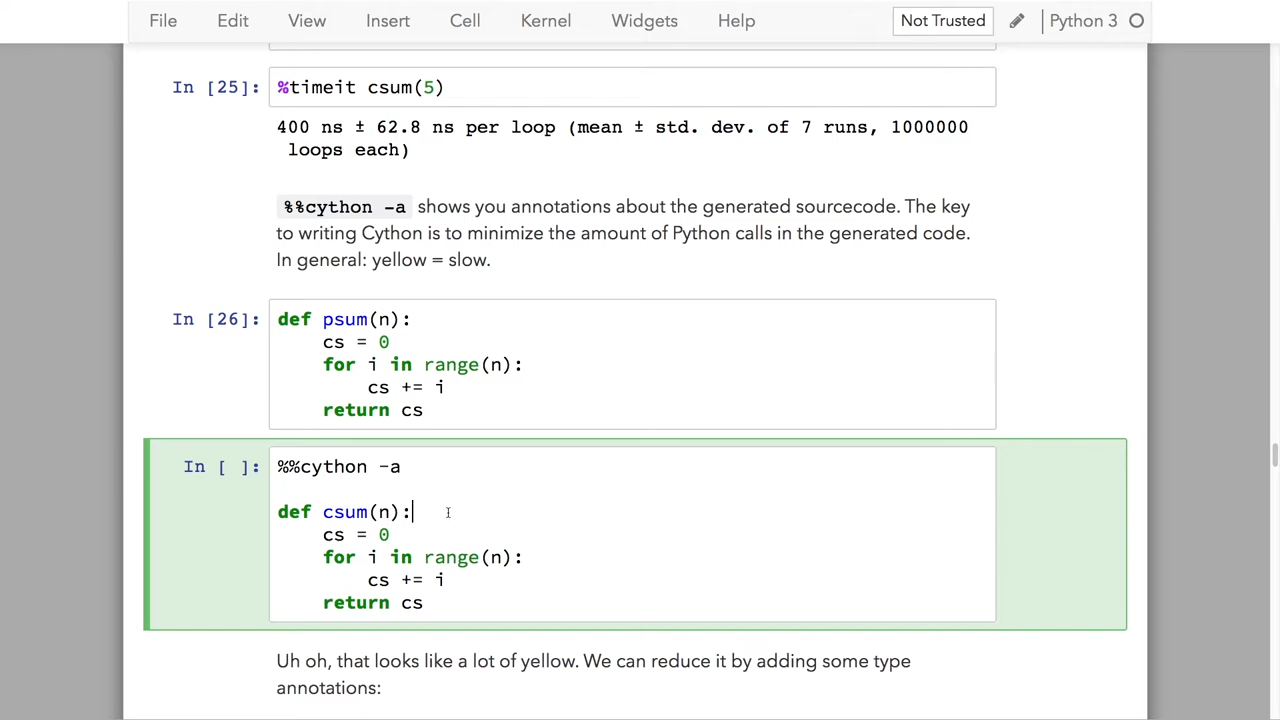 File Edit View Insert Cell Kernel Widgets Help Not Trusted Python 3
In [25]: %timeit csum(5)
400 ns ± 62.8 ns per loop (mean ± std. dev. of 7 runs, 1000000
loops each)
%%cython -a shows you annotations about the generated sourcecode. The key
to writing Cython is to minimize the amount of Python calls in the generated code.
In general: yellow = slow.
In [26]: def psum(n):
    cs = 0
    for i in range(n):
        cs += i
    return cs
In [ ]: %%cython -a
def csum(n):
    cs = 0
    for i in range(n):
        cs += i
    return cs
Uh oh, that looks like a lot of yellow. We can reduce it by adding some type
annotations: